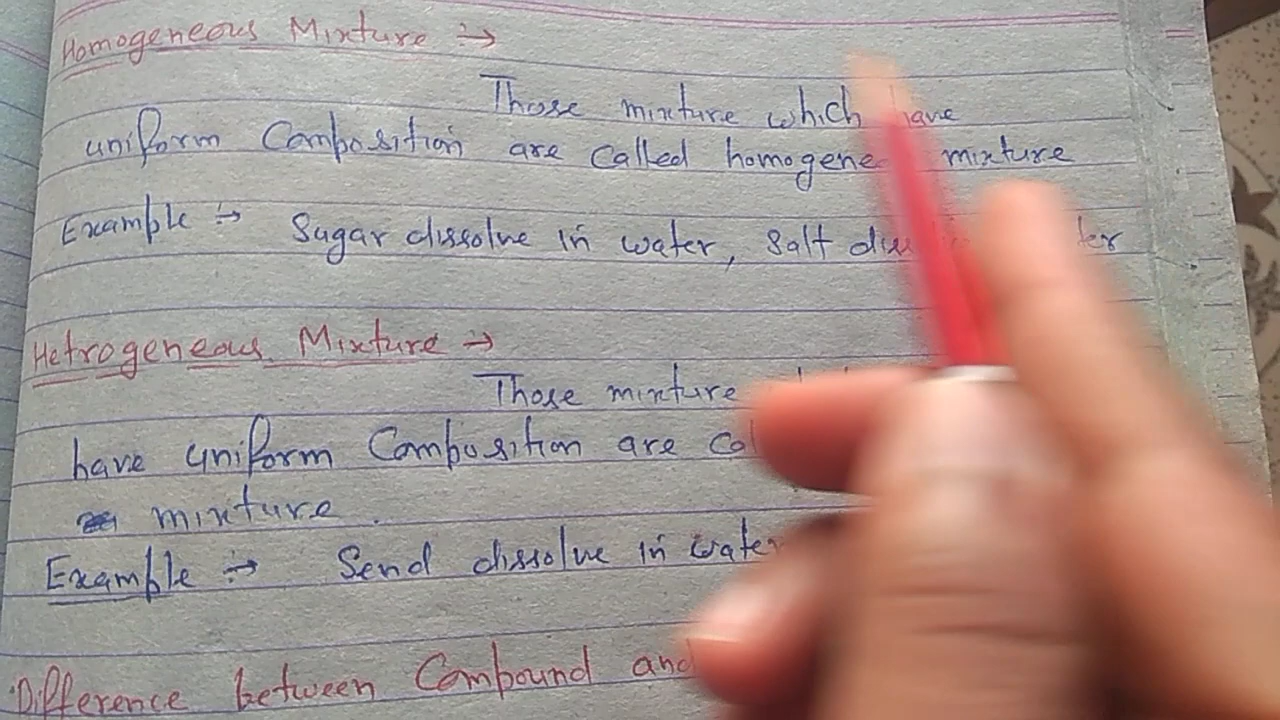 Homogeneous Mixture :→
Those mixture which have
uniform Composition are called mixture
Example :→ Sugar dissolve in water, Salt
Hetrogeneous Mixture →
Those mixture
have uniform Composition are
mixture.
Example :→ Send dissolve in water
Difference between Compound and